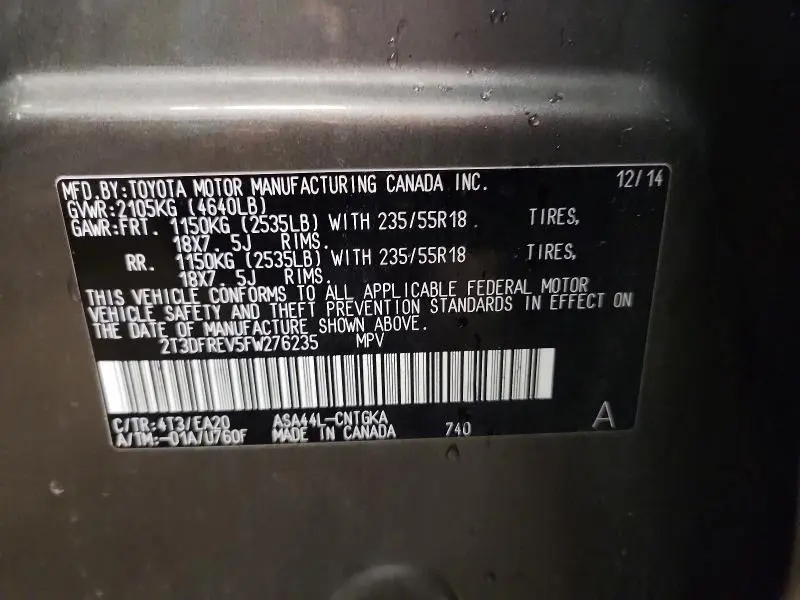 MFD.BY:TOYOTA MOTOR MANUFACTURING CANADA INC. 12/14
GVWR:2105KG (4640LB)
GAWR:FRT. 1150KG (2535LB) WITH 235/55R18 TIRES,
18X7. 5J RIMS.
RR. 1150KG (2535LB) WITH 235/55R18 TIRES,
18X7. 5J RIMS.
THIS VEHICLE CONFORMS TO ALL APPLICABLE FEDERAL MOTOR
VEHICLE SAFETY AND THEFT PREVENTION STANDARDS IN EFFECT ON
THE DATE OF MANUFACTURE SHOWN ABOVE.
2T3DFREV5FW276235 MPV
C/TR:4T3/EA20 ASA44L-CNTGKA
A/TM:-01A/U760F MADE IN CANADA 740 A